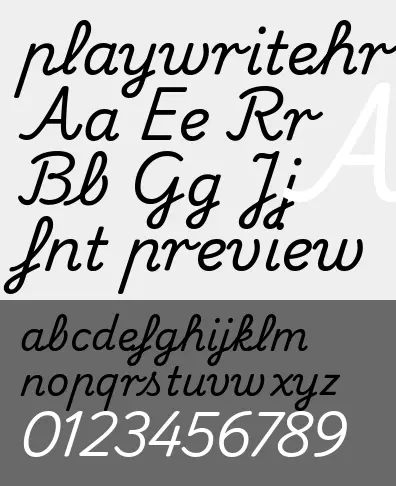 playwritehr
Aa Ee Rr
Bb Gg Jj
A
fnt preview
abcdefghijklm
nopqrstuvwxyz
0123456789